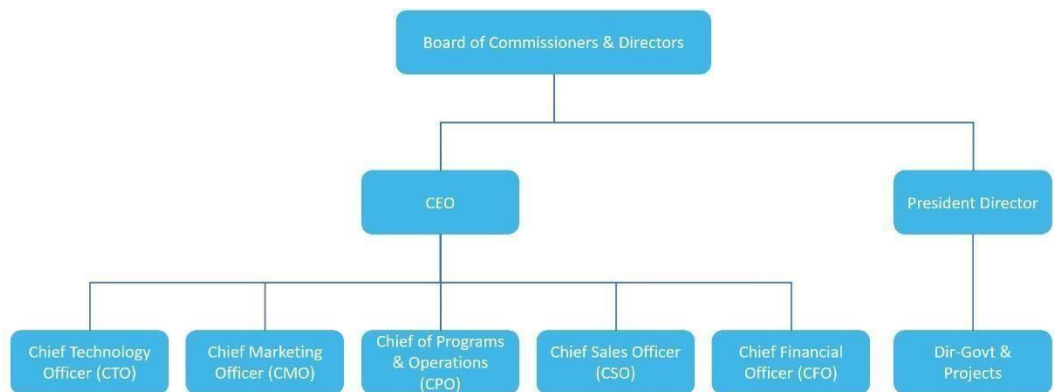 Board of Commissioners & Directors
CEO
President Director
Chief Technology
Officer (CTO)
Chief Marketing
Officer (CMO)
Chief of Programs
& Operations
(CPO)
Chief Sales Officer
(CSO)
Chief Financial
Officer (CFO)
Dir-Govt &
Projects